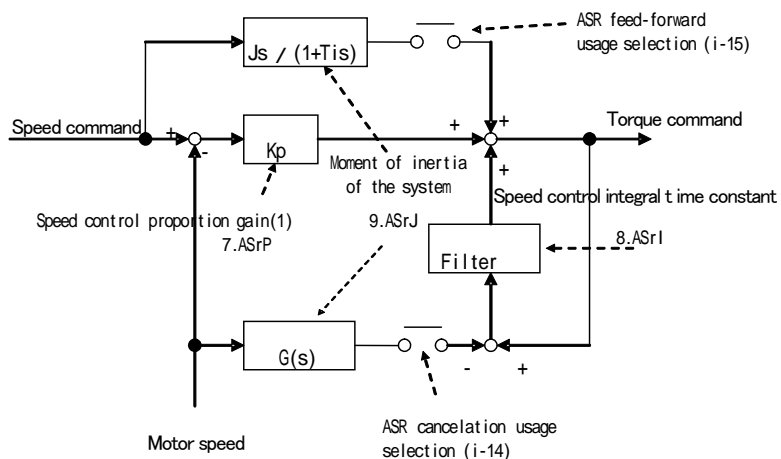 ASR feed-forward
usage selection (i-15)
Js / (1+Tis)
Speed command
+
-
Kp
+
+
+
Torque command
Moment of inertia
of the system
Speed control integral time constant
Speed control proportion gain(1)
7.ASrP
9.ASrJ
8.ASrI
Filter
G(s)
-
+
Motor speed
ASR cancelation usage
selection (i-14)